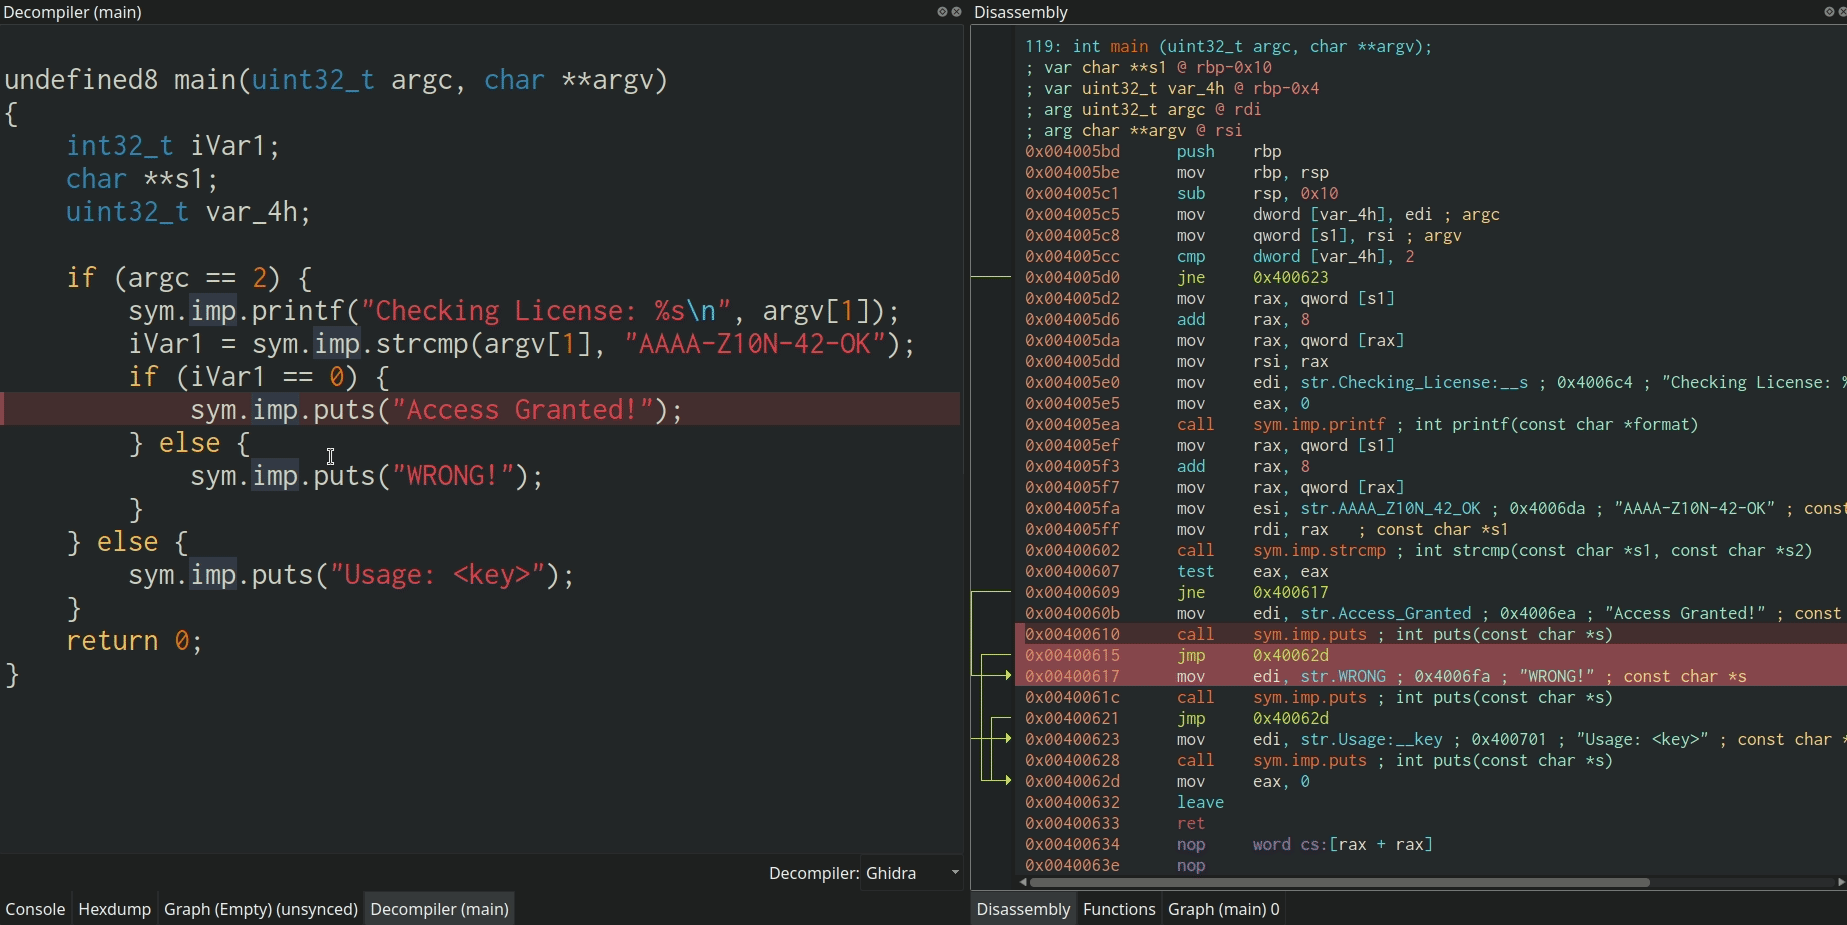 Decompiler (main)
undefined8 main(uint32_t argc, char **argv)
{
int32_t iVar1;
char **s1;
uint32_t var_4h;
if (argc == 2) {
sym.imp.printf("Checking License: %s\n", argv[1]);
iVar1 = sym.imp.strcmp(argv[1], "AAAA-Z10N-42-OK");
if (iVar1 == 0) {
sym.imp.puts("Access Granted!");
} else {
sym.imp.puts("WRONG!");
}
} else {
sym.imp.puts("Usage: <key>");
}
return 0;
}
Decompiler: Ghidra
Console Hexdump Graph (Empty) (unsynced) Decompiler (main)
Disassembly
119: int main (uint32_t argc, char **argv);
; var char **s1 @ rbp-0x10
; var uint32_t var_4h @ rbp-0x4
; arg uint32_t argc @ rdi
; arg char **argv @ rsi
0x004005bd push rbp
0x004005be mov rbp, rsp
0x004005c1 sub rsp, 0x10
0x004005c5 mov dword [var_4h], edi ; argc
0x004005c8 mov qword [s1], rsi ; argv
0x004005cc cmp dword [var_4h], 2
0x004005d0 jne 0x400623
0x004005d2 mov rax, qword [s1]
0x004005d6 add rax, 8
0x004005da mov rax, qword [rax]
0x004005dd mov rsi, rax
0x004005e0 mov edi, str.Checking_License:__s ; 0x4006c4 ; "Checking License: %
0x004005e5 mov eax, 0
0x004005ea call sym.imp.printf ; int printf(const char *format)
0x004005ef mov rax, qword [s1]
0x004005f3 add rax, 8
0x004005f7 mov rax, qword [rax]
0x004005fa mov esi, str.AAAA_Z10N_42_OK ; 0x4006da ; "AAAA-Z10N-42-OK" ; const
0x004005ff mov rdi, rax ; const char *s1
0x00400602 call sym.imp.strcmp ; int strcmp(const char *s1, const char *s2)
0x00400607 test eax, eax
0x00400609 jne 0x400617
0x0040060b mov edi, str.Access_Granted ; 0x4006ea ; "Access Granted!" ; const
0x00400610 call sym.imp.puts ; int puts(const char *s)
0x00400615 jmp 0x40062d
0x00400617 mov edi, str.WRONG ; 0x4006fa ; "WRONG!" ; const char *s
0x0040061c call sym.imp.puts ; int puts(const char *s)
0x00400621 jmp 0x40062d
0x00400623 mov edi, str.Usage:__key ; 0x400701 ; "Usage: <key>" ; const char *
0x00400628 call sym.imp.puts ; int puts(const char *s)
0x0040062d mov eax, 0
0x00400632 leave
0x00400633 ret
0x00400634 nop word cs:[rax + rax]
0x0040063e nop
Disassembly Functions Graph (main) 0